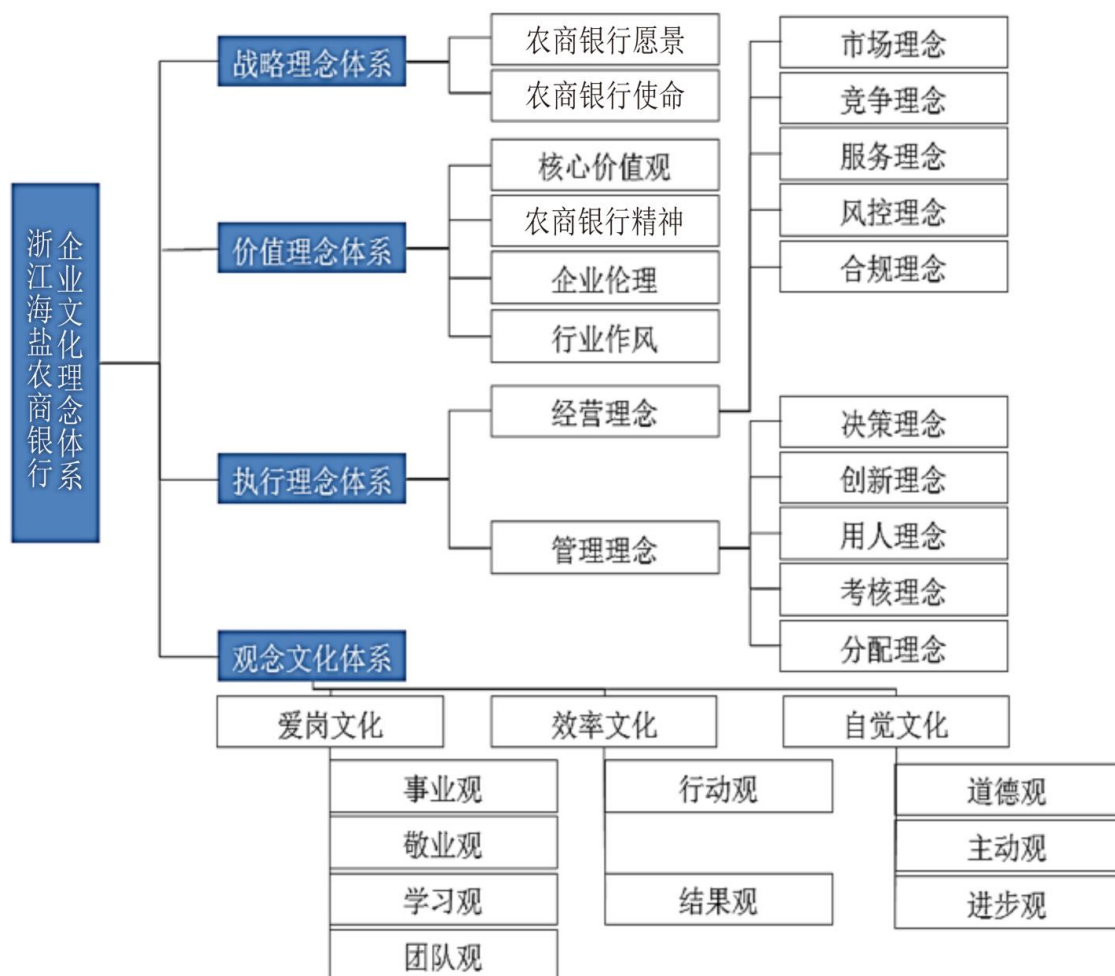 浙江海盐农商银行
企业文化理念体系
战略理念体系
农商银行愿景
农商银行使命
价值理念体系
核心价值观
农商银行精神
企业伦理
行业作风
执行理念体系
经营理念
市场理念
竞争理念
服务理念
风控理念
合规理念
管理理念
决策理念
创新理念
用人理念
考核理念
分配理念
观念文化体系
爱岗文化
事业观
敬业观
学习观
团队观
效率文化
行动观
结果观
自觉文化
道德观
主动观
进步观